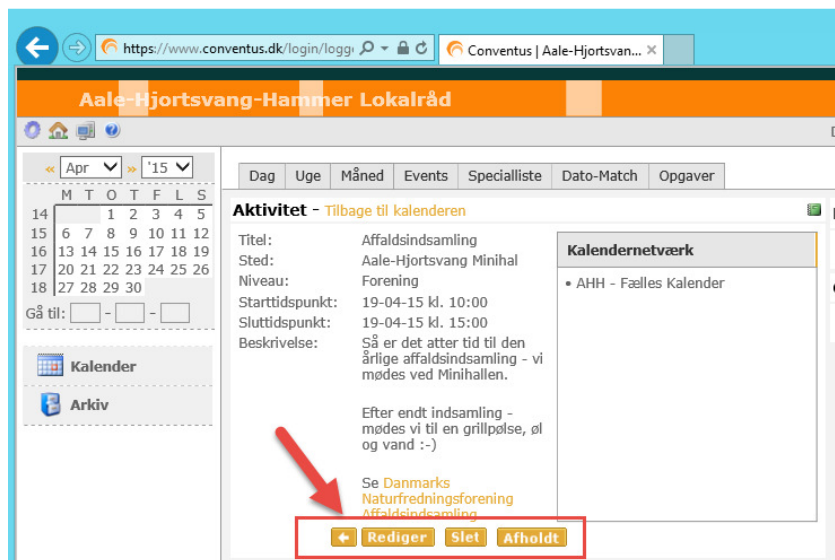 https://www.conventus.dk/login/logg
Conventus | Aale-Hjortsvan...
Aale-Hjortsvang-Hammer Lokalråd
« Apr » '15
M T O T F L S
14 1 2 3 4 5
15 6 7 8 9 10 11 12
16 13 14 15 16 17 18 19
17 20 21 22 23 24 25 26
18 27 28 29 30
Gå til: - -
Kalender
Arkiv
Dag Uge Måned Events Specialliste Dato-Match Opgaver
Aktivitet - Tilbage til kalenderen
Titel: Affaldsindsamling
Sted: Aale-Hjortsvang Minihal
Niveau: Forening
Starttidspunkt: 19-04-15 kl. 10:00
Sluttidspunkt: 19-04-15 kl. 15:00
Beskrivelse: Så er det atter tid til den
årlige affaldsindsamling - vi
mødes ved Minihallen.
Efter endt indsamling -
mødes vi til en grillpølse, øl
og vand :-)
Se Danmarks
Naturfredningsforening
Affaldsindsamling
Kalendernetværk
• AHH - Fælles Kalender
Rediger Slet Afholdt